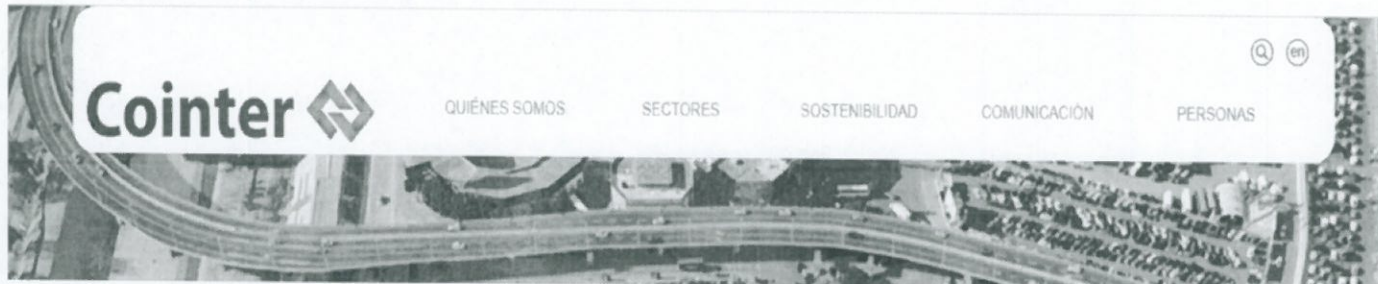 en
Cointer
QUIÉNES SOMOS SECTORES SOSTENIBILIDAD COMUNICACIÓN PERSONAS